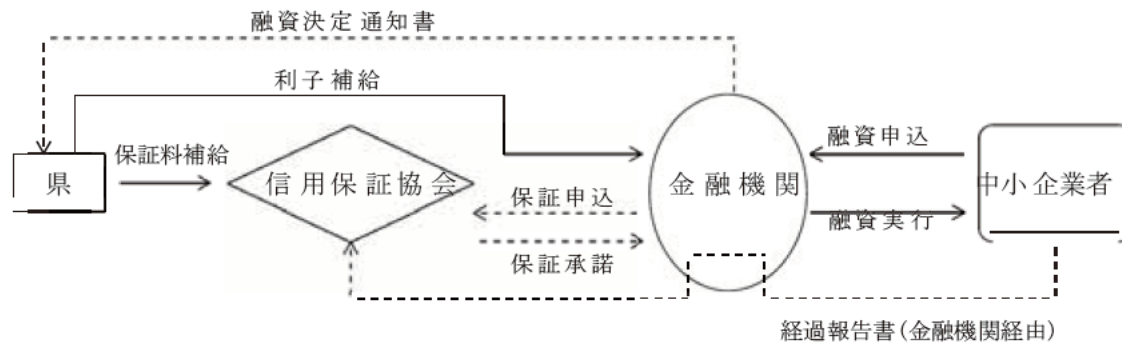 融資決定通知書
利子補給
保証料補給
融資申込
県
信用保証協会
金融機関
中小企業者
保証申込
融資実行
保証承諾
経過報告書(金融機関経由)